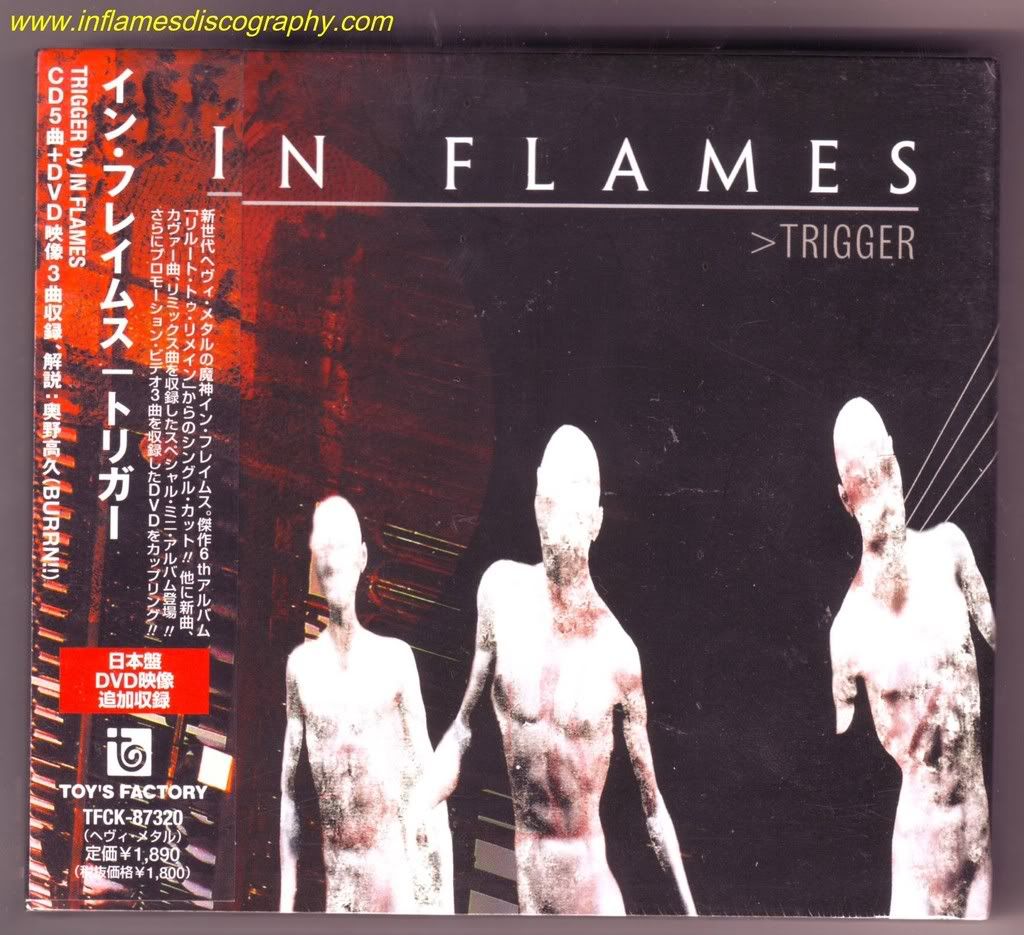 www.inflamesdiscography.com
IN FLAMES
>TRIGGER
イン・フレイムス―トリガー
TRIGGER by IN FLAMES
CD5曲+DVD映像3曲収録、解説:奥野高久(BURRN!!)
新世代ヘヴィ・メタルの魔神イン・フレイムス。傑作6thアルバム
「リルート・トゥ・リメイン」からのシングル・カット!!他に新曲、
カヴァー曲、リミックス曲を収録したスペシャル・ミニ・アルバム登場!!
さらにプロモーション・ビデオ3曲を収録したDVDをカップリング!!
日本盤
DVD映像
追加収録
TOY'S FACTORY
TFCK-87320
(ヘヴィ・メタル)
定価¥1,890
(税抜価格¥1,800)